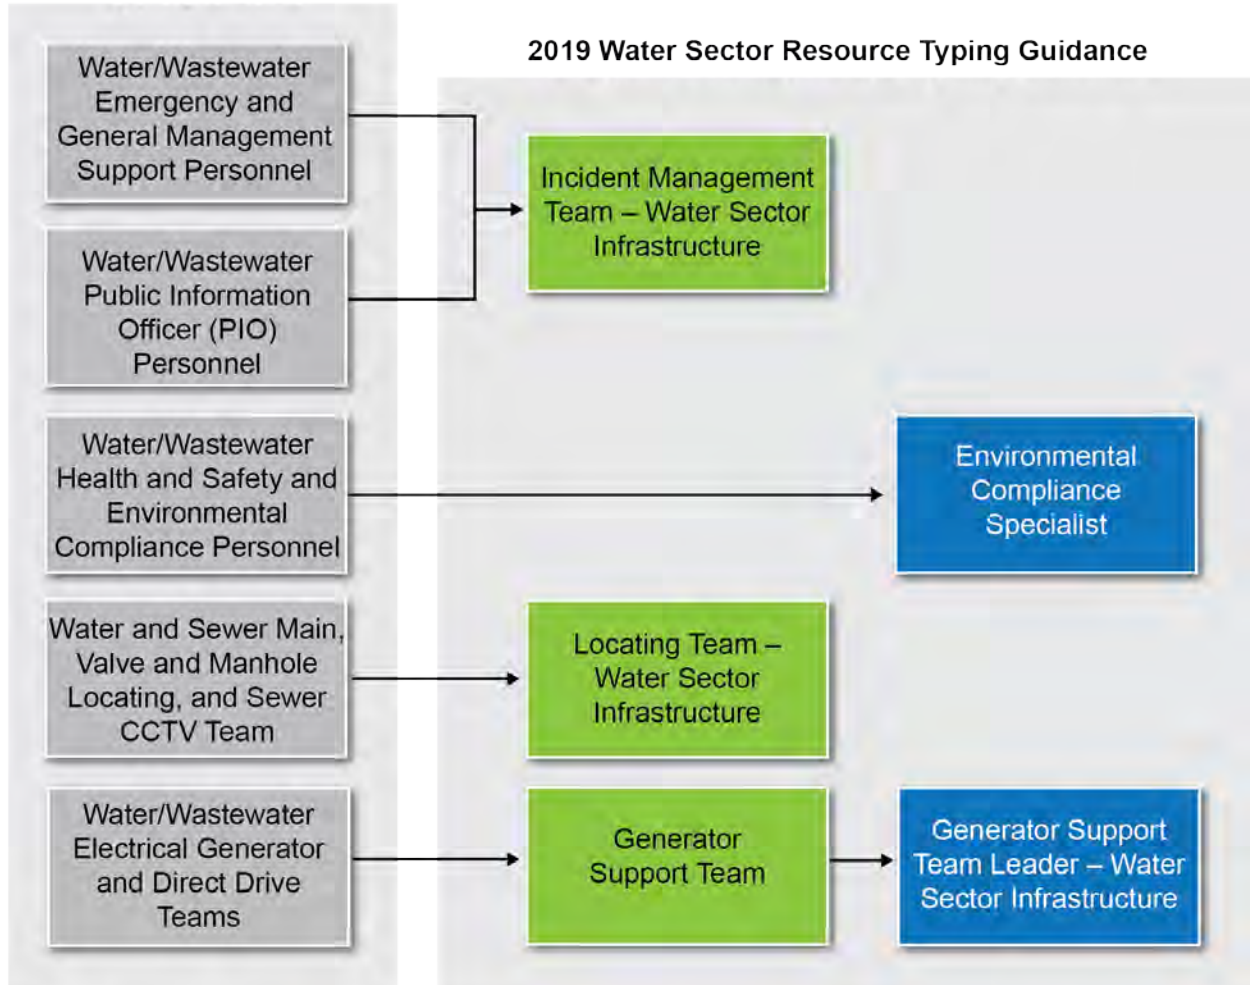 2019 Water Sector Resource Typing Guidance
Water/Wastewater
Emergency and
General Management
Support Personnel
Incident Management
Team – Water Sector
Infrastructure
Water/Wastewater
Public Information
Officer (PIO)
Personnel
Water/Wastewater
Health and Safety and
Environmental
Compliance Personnel
Environmental
Compliance
Specialist
Water and Sewer Main,
Valve and Manhole
Locating, and Sewer
CCTV Team
Locating Team –
Water Sector
Infrastructure
Water/Wastewater
Electrical Generator
and Direct Drive
Teams
Generator
Support Team
Generator Support
Team Leader – Water
Sector Infrastructure